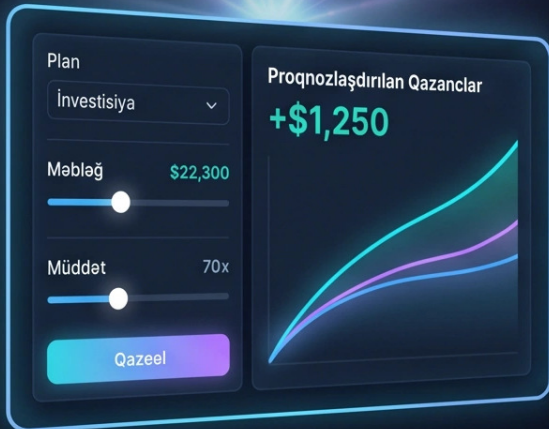 Plan
İnvestisiya
Məbləğ $22,300
Müddət 70x
Qazeel
Proqnozlaşdırılan Qazanclar
+$1,250